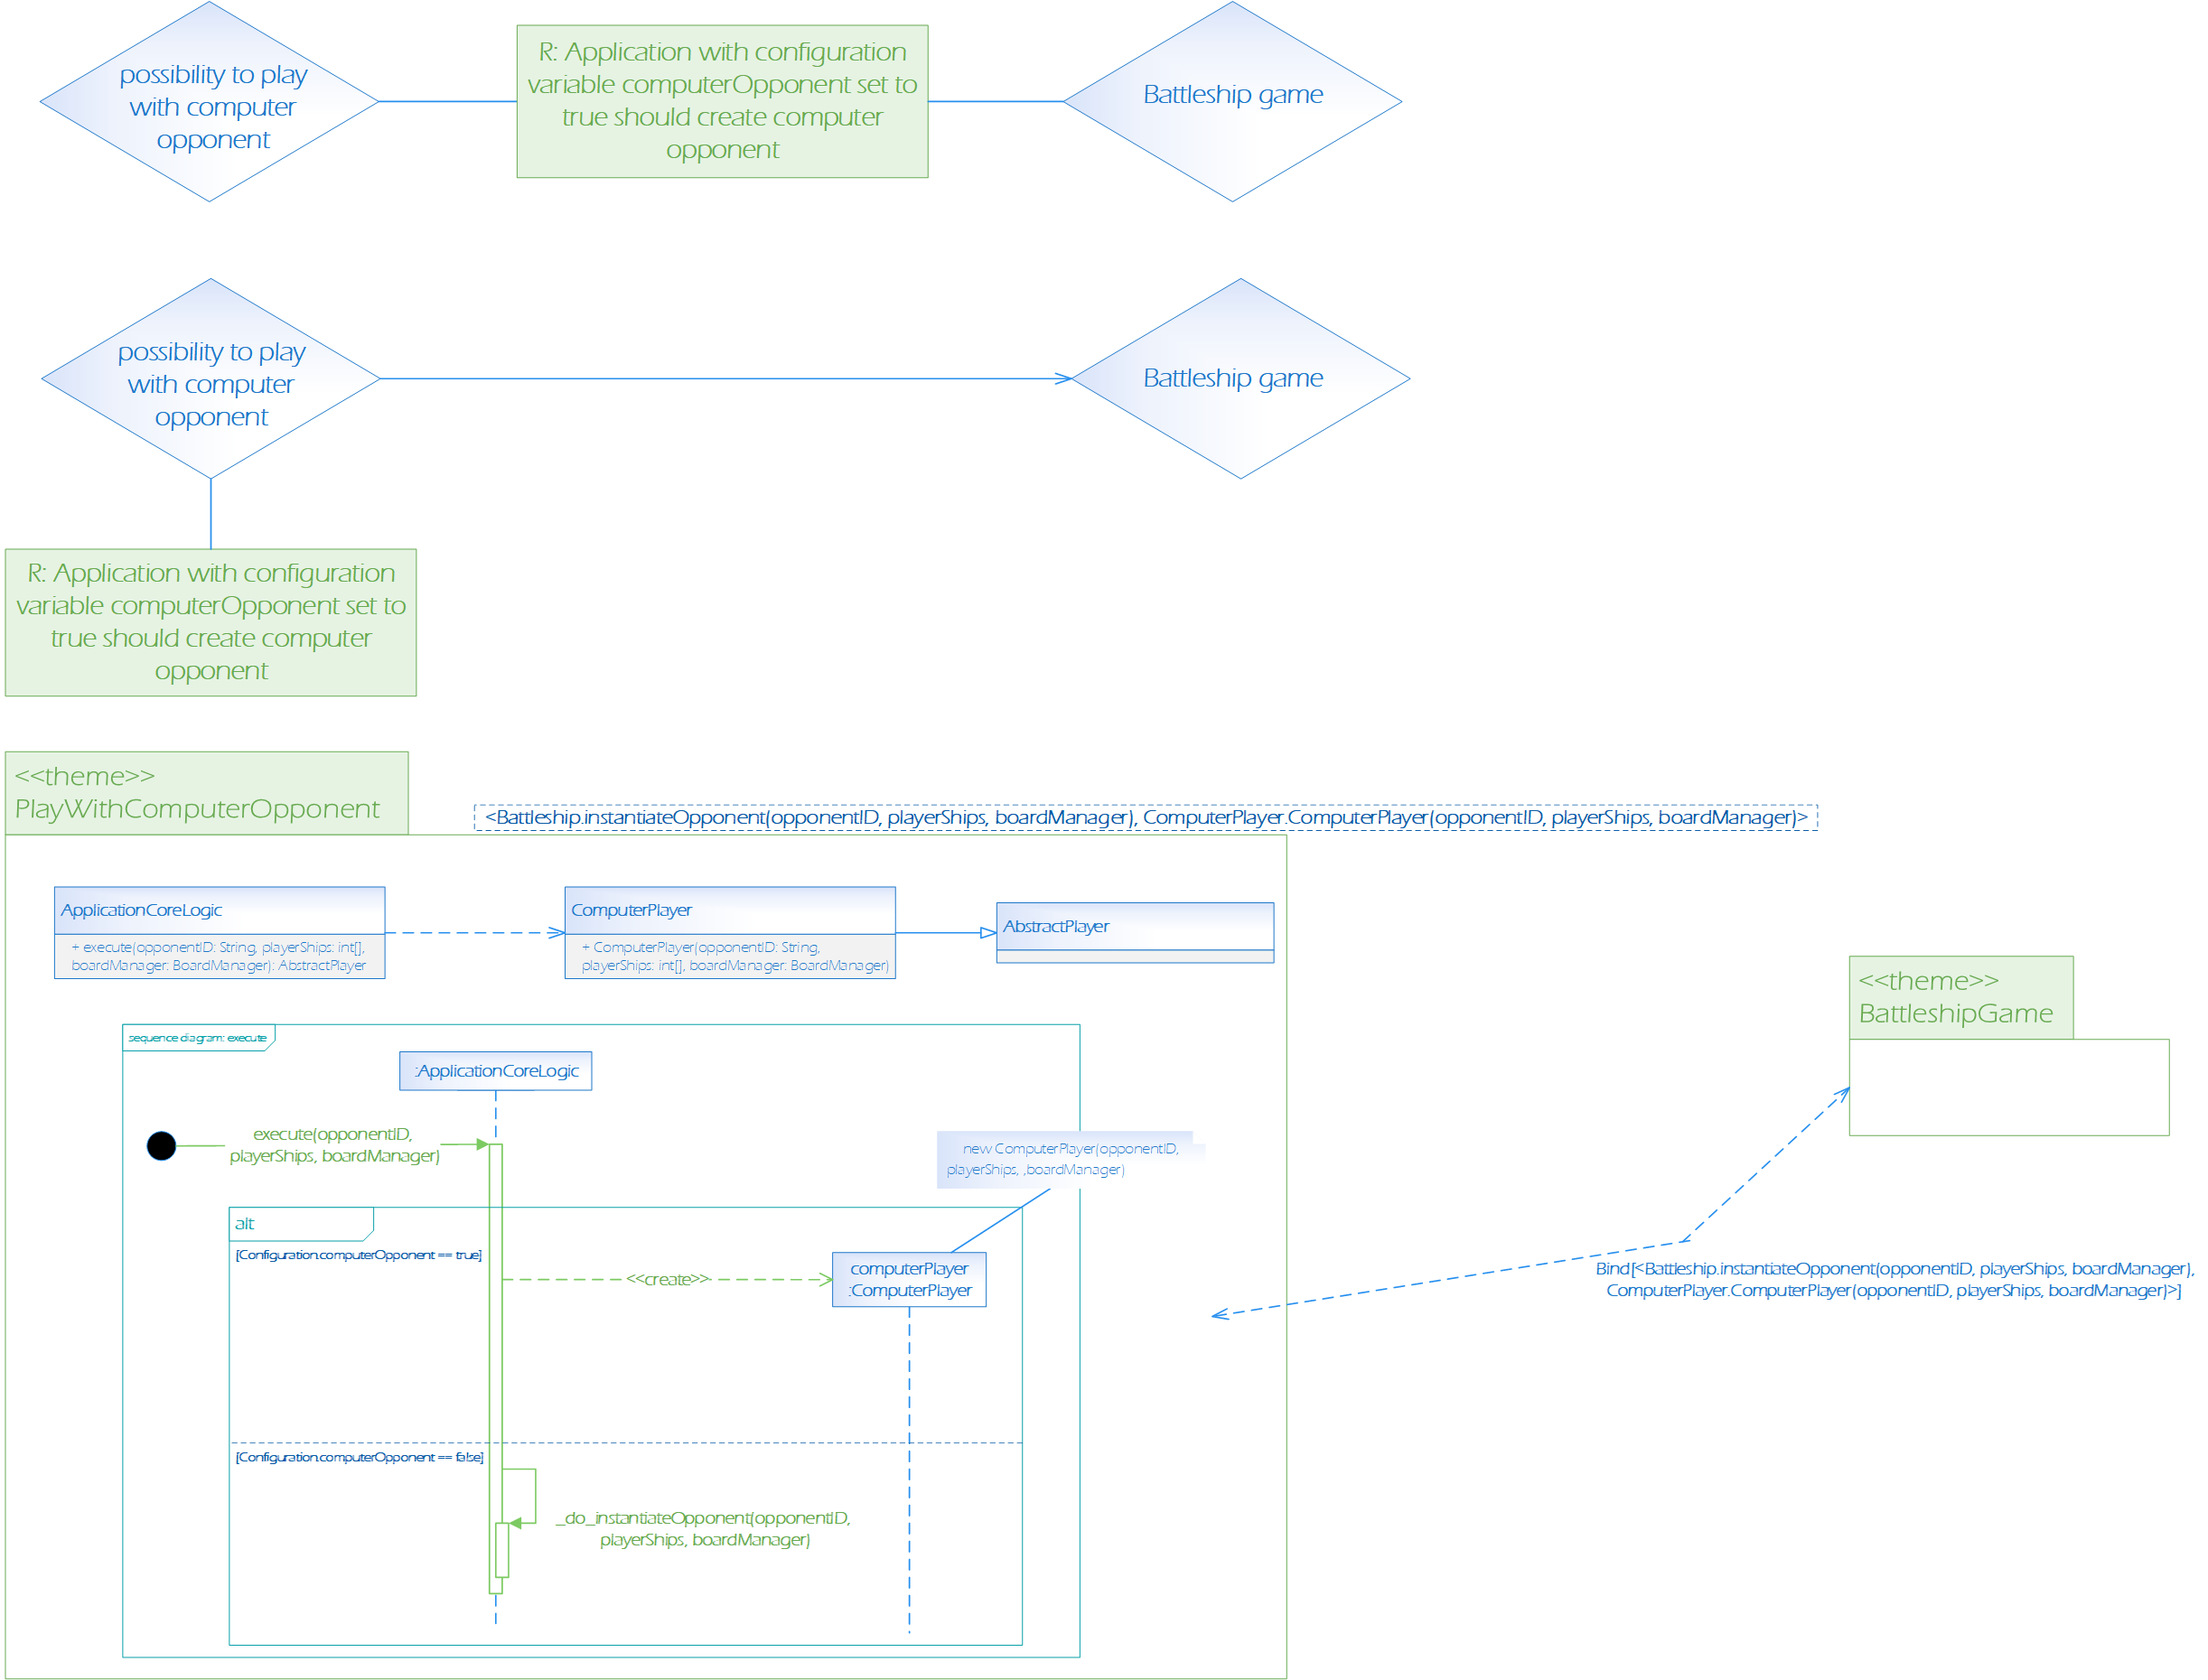 possibility to play
with computer
opponent
R: Application with configuration
variable computerOpponent set to
true should create computer
opponent
Battleship game
possibility to play
with computer
opponent
Battleship game
R: Application with configuration
variable computerOpponent set to
true should create computer
opponent
<<theme>>
PlayWithComputerOpponent
<Battleship.instantiateOpponent(opponentID, playerShips, boardManager), ComputerPlayer.ComputerPlayer(opponentID, playerShips, boardManager)>
ApplicationCoreLogic
+ execute(opponentID: String, playerShips: int[],
boardManager: BoardManager): AbstractPlayer
ComputerPlayer
+ ComputerPlayer(opponentID: String,
playerShips: int[], boardManager: BoardManager)
AbstractPlayer
<<theme>>
BattleshipGame
sequence diagram: execute
:ApplicationCoreLogic
execute(opponentID,
playerShips, boardManager)
new ComputerPlayer(opponentID,
playerShips, ,boardManager)
alt
[Configuration.computerOpponent == true]
<<create>>
computerPlayer
:ComputerPlayer
Bind[<Battleship.instantiateOpponent(opponentID, playerShips, boardManager),
ComputerPlayer.ComputerPlayer(opponentID, playerShips, boardManager)>]
[Configuration.computerOpponent == false]
_do_instantiateOpponent(opponentID,
playerShips, boardManager)